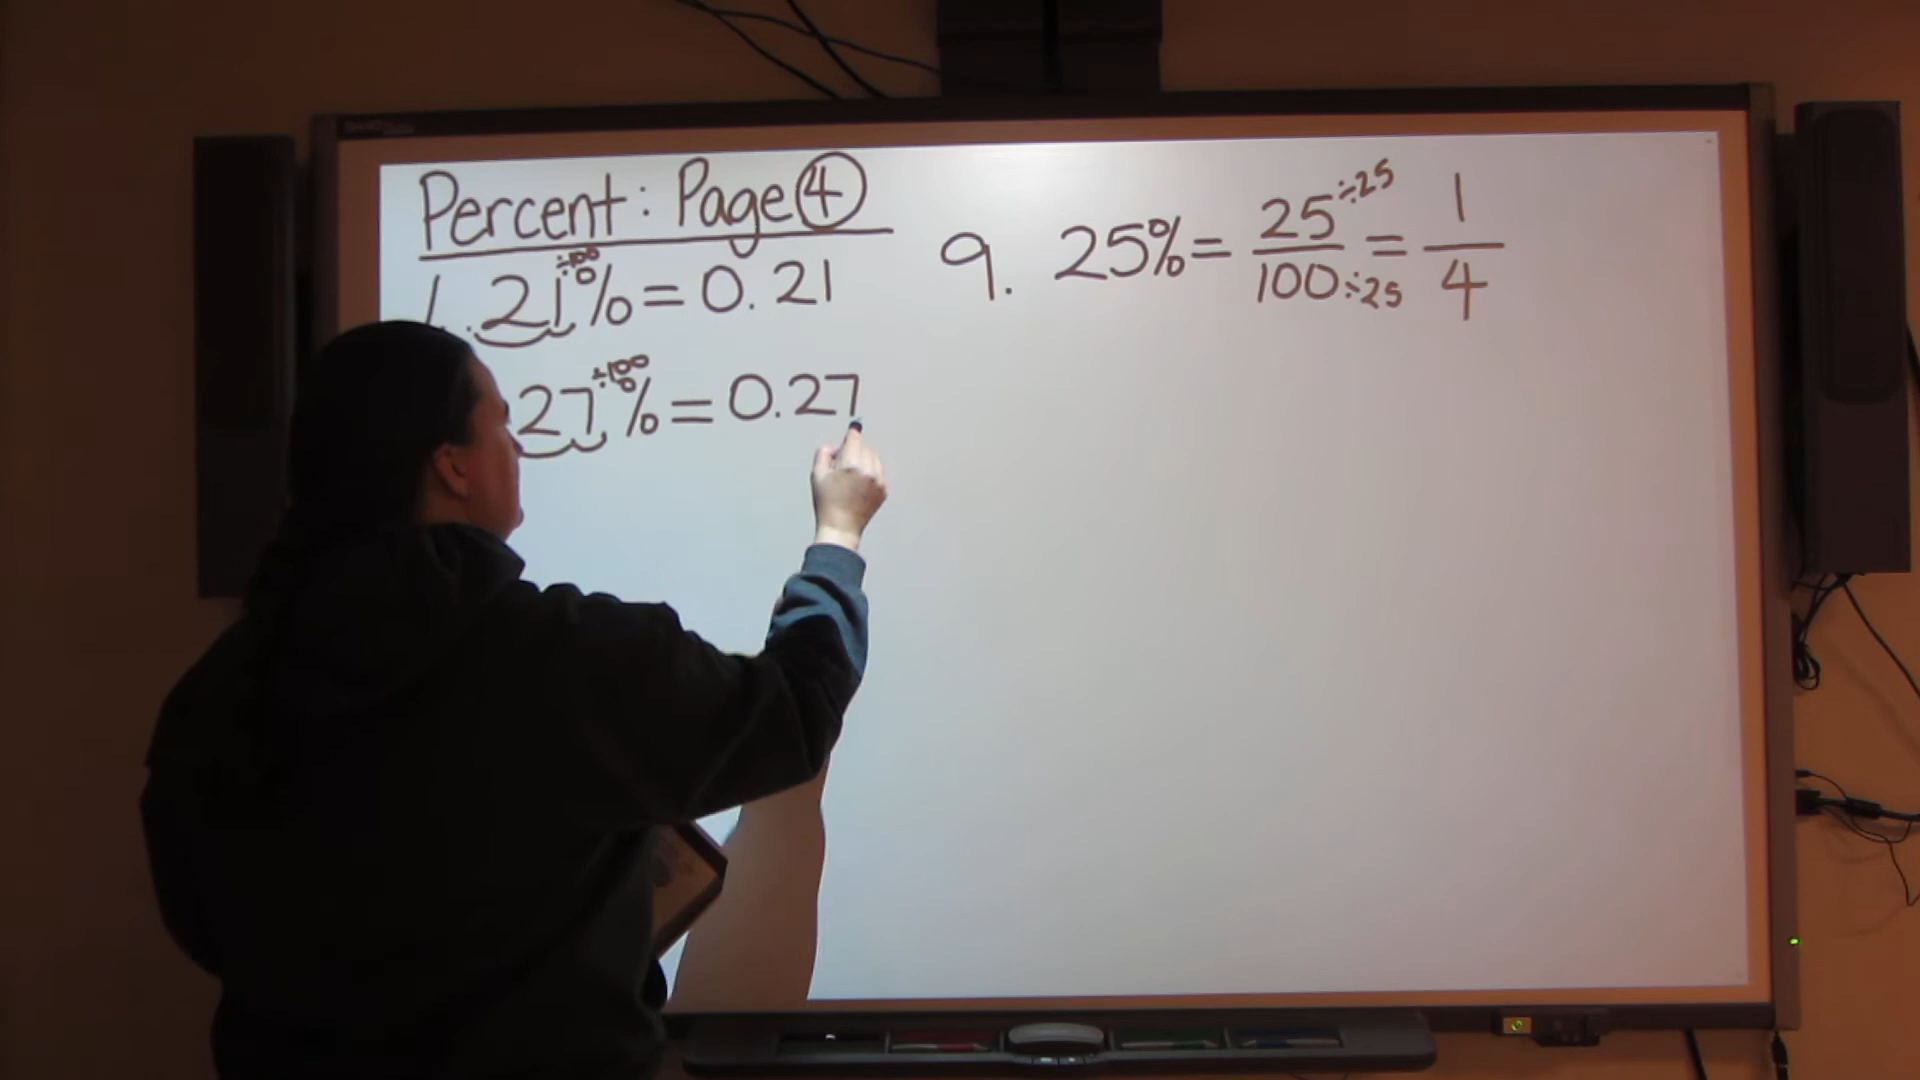 Percent: Page 4
1. 21÷100% = 0.21
27÷100% = 0.27
9. 25% = 25÷25/100÷25 = 1/4